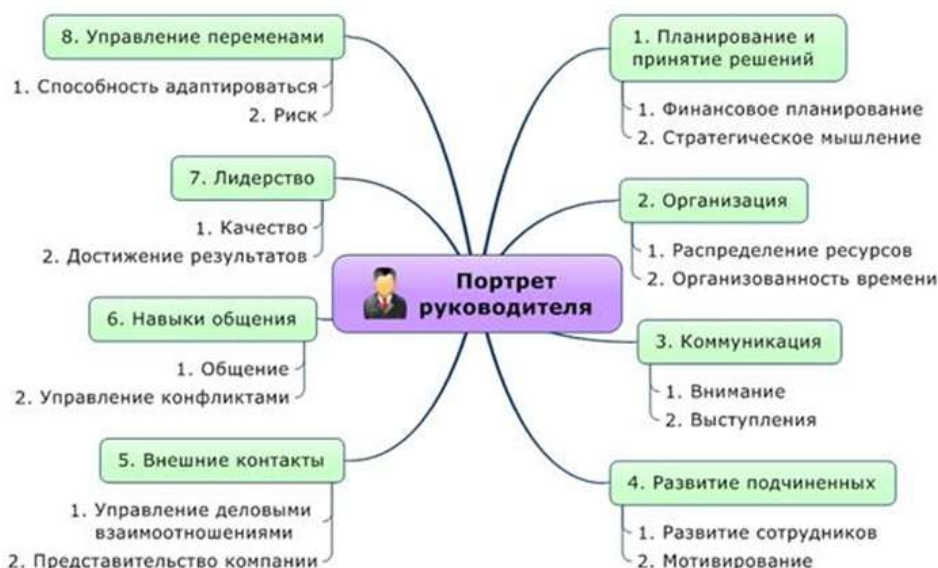 Портрет
руководителя
1. Планирование и
принятие решений
1. Финансовое планирование
2. Стратегическое мышление
2. Организация
1. Распределение ресурсов
2. Организованность времени
3. Коммуникация
1. Внимание
2. Выступления
4. Развитие подчиненных
1. Развитие сотрудников
2. Мотивирование
5. Внешние контакты
1. Управление деловыми
взаимоотношениями
2. Представительство компании
6. Навыки общения
1. Общение
2. Управление конфликтами
7. Лидерство
1. Качество
2. Достижение результатов
8. Управление переменами
1. Способность адаптироваться
2. Риск